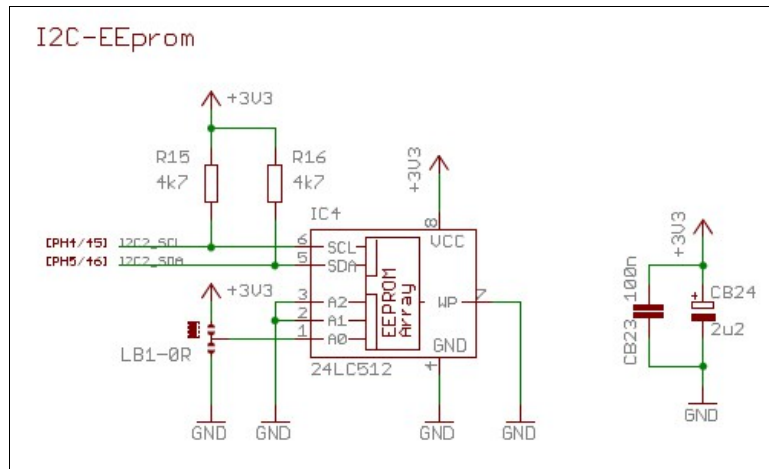 I2C-EEprom
+3V3
R15
4k7
R16
4k7
+3V3
IC4
8
VCC
[PH4/45] I2C2_SCL
6
SCL
[PH5/46] I2C2_SDA
5
SDA
+3V3
3
A2
2
A1
1
A0
EEPROM
Array
WP
7
GND
4
LB1-0R
24LC512
GND
GND
GND
GND
+3V3
100n
CB23
+
CB24
2u2
GND